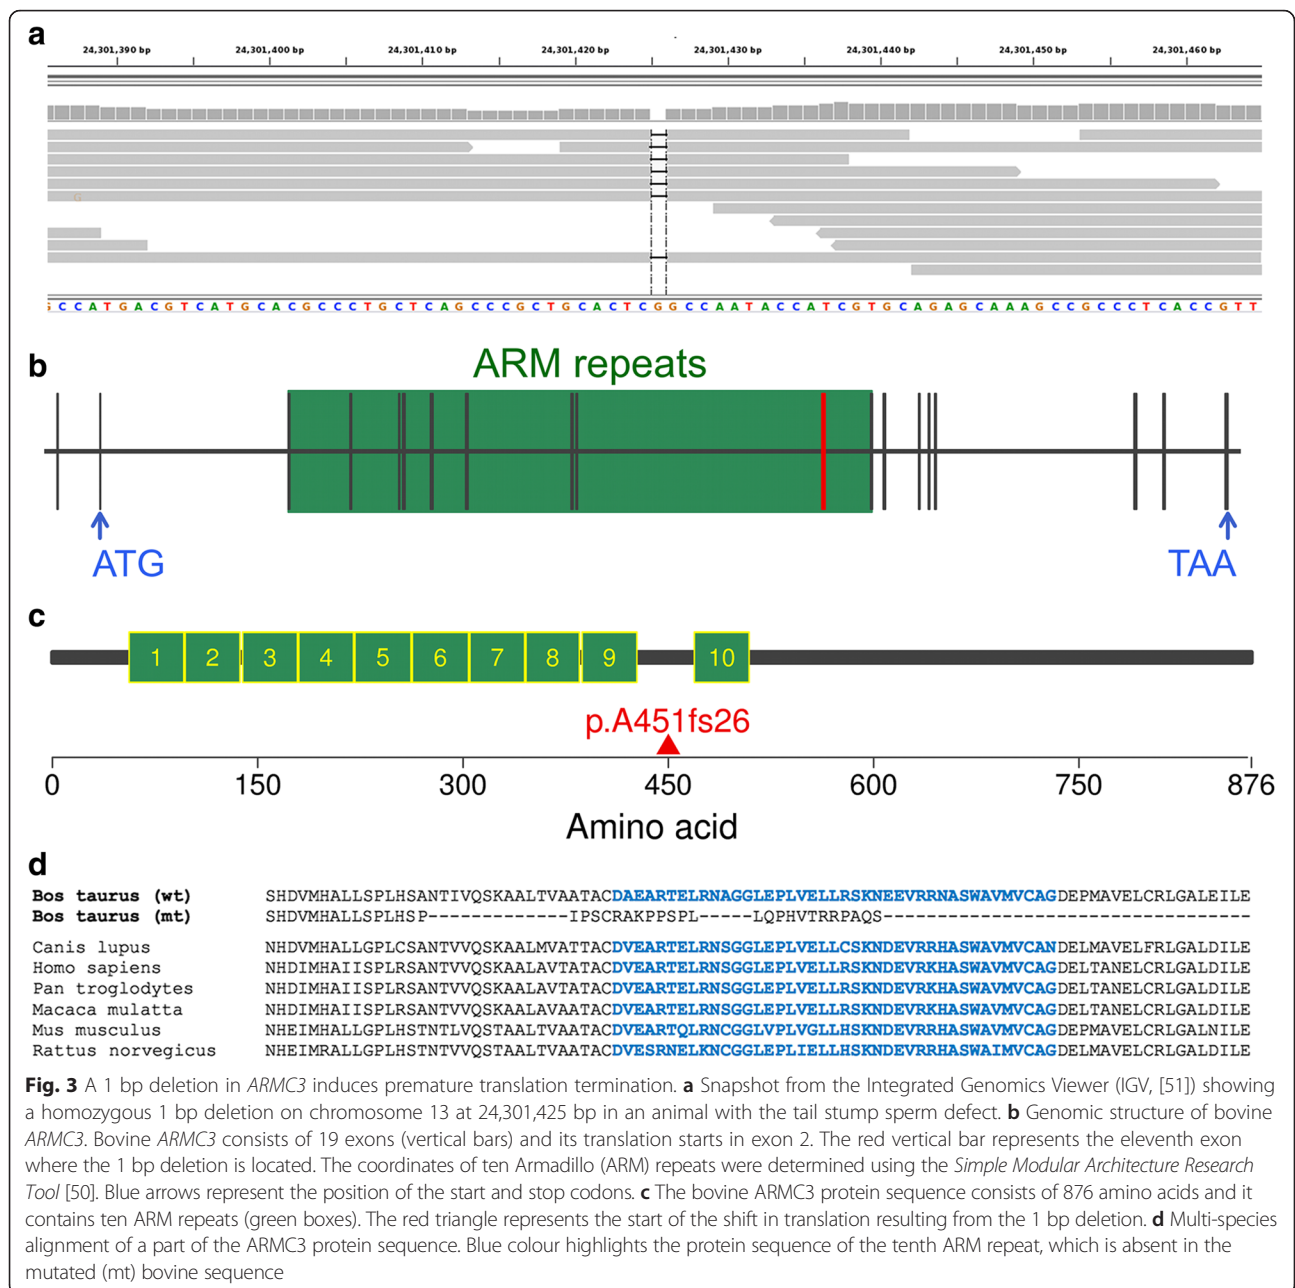 a
24,301,390 bp 24,301,400 bp 24,301,410 bp 24,301,420 bp 24,301,430 bp 24,301,440 bp 24,301,450 bp 24,301,460 bp
G
G C C A T G A C G T C A T G C A C G C C C T G C T C A G C C C G C T G C A C T C G G C C A A T A C C A T C G T G C A G A G C A A A G C C G C C C T C A C C G T T
b
ARM repeats
ATG TAA
c
1 2 3 4 5 6 7 8 9 10
p.A451fs26
0 150 300 450 600 750 876
Amino acid
d
Bos taurus (wt) SHDVMHALLSPLHSANTIVQSKAALTVAATACDAEARTELRNAGGLEPLVELLRSKNEEVRRNASWAVMVCAGDEPMAVELCRLGALEILE
Bos taurus (mt) SHDVMHALLSPLHSP-------------IPSCRAKPPSPL-----LQPHVTRRPAQS----------------------------------
Canis lupus NHDVMHALLGPLCSANTVVQSKAALMVATTACDVEARTELRNSGGLEPLVELLCSKNDEVRRHASWAVMVCANDELMAVELFRLGALDILE
Homo sapiens NHDIMHAIISPLRSANTVVQSKAALAVTATACDVEARTELRNSGGLEPLVELLRSKNDEVRKHASWAVMVCAGDELTANELCRLGALDILE
Pan troglodytes NHDIMHAIISPLRSANTVVQSKAALAVTATACDVEARTELRNSGGLEPLVELLRSKNDEVRKHASWAVMVCAGDELTANELCRLGALDILE
Macaca mulatta NHDIMHAIISPLRSANTVVQSKAALAVTAATACDVEARTELRNSGGLEPLVELLRSKNDEVRKHASWAVMVCAGDELTANELCRLGALDILE
Mus musculus NHEIMHALLGPLHSTNTLVQSTAALTVAATACDVEARTQLRNCGGLVPLVGLLHSKNDEVRRHASWAVMVCAGDEPMAVELCRLGALNILE
Rattus norvegicus NHEIMRALLGPLHSTNTVVQSTAALTVAATACDVESRNELKNCGGLEPLIELLHSKNDEVRRHASWAIMVCAGDELMAVELCRLGALDILE
Fig. 3 A 1 bp deletion in ARMC3 induces premature translation termination. a Snapshot from the Integrated Genomics Viewer (IGV, [51]) showing
a homozygous 1 bp deletion on chromosome 13 at 24,301,425 bp in an animal with the tail stump sperm defect. b Genomic structure of bovine
ARMC3. Bovine ARMC3 consists of 19 exons (vertical bars) and its translation starts in exon 2. The red vertical bar represents the eleventh exon
where the 1 bp deletion is located. The coordinates of ten Armadillo (ARM) repeats were determined using the Simple Modular Architecture Research
Tool [50]. Blue arrows represent the position of the start and stop codons. c The bovine ARMC3 protein sequence consists of 876 amino acids and it
contains ten ARM repeats (green boxes). The red triangle represents the start of the shift in translation resulting from the 1 bp deletion. d Multi-species
alignment of a part of the ARMC3 protein sequence. Blue colour highlights the protein sequence of the tenth ARM repeat, which is absent in the
mutated (mt) bovine sequence